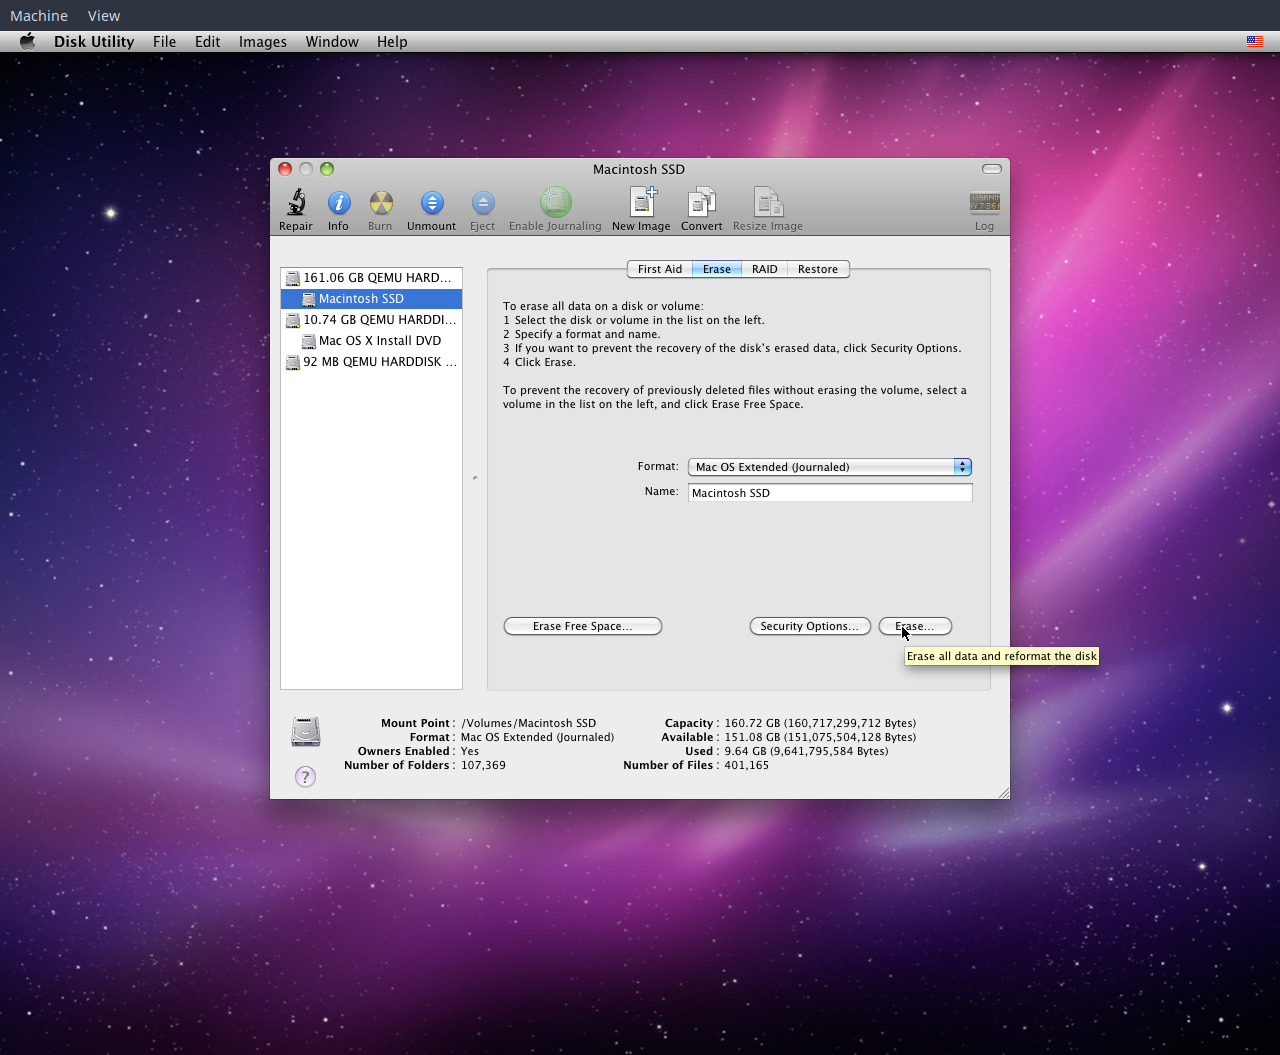 Machine View
Disk Utility File Edit Images Window Help
Macintosh SSD
Repair Info Burn Unmount Eject Enable Journaling New Image Convert Resize Image Log
161.06 GB QEMU HARD...
Macintosh SSD
10.74 GB QEMU HARDDI...
Mac OS X Install DVD
92 MB QEMU HARDDISK ...
First Aid Erase RAID Restore
To erase all data on a disk or volume:
1 Select the disk or volume in the list on the left.
2 Specify a format and name.
3 If you want to prevent the recovery of the disk's erased data, click Security Options.
4 Click Erase.
To prevent the recovery of previously deleted files without erasing the volume, select a
volume in the list on the left, and click Erase Free Space.
Format: Mac OS Extended (Journaled)
Name: Macintosh SSD
Erase Free Space... Security Options... Erase...
Erase all data and reformat the disk
Mount Point : /Volumes/Macintosh SSD Capacity : 160.72 GB (160,717,299,712 Bytes)
Format : Mac OS Extended (Journaled) Available : 151.08 GB (151,075,504,128 Bytes)
Owners Enabled : Yes Used : 9.64 GB (9,641,795,584 Bytes)
Number of Folders : 107,369 Number of Files : 401,165
?